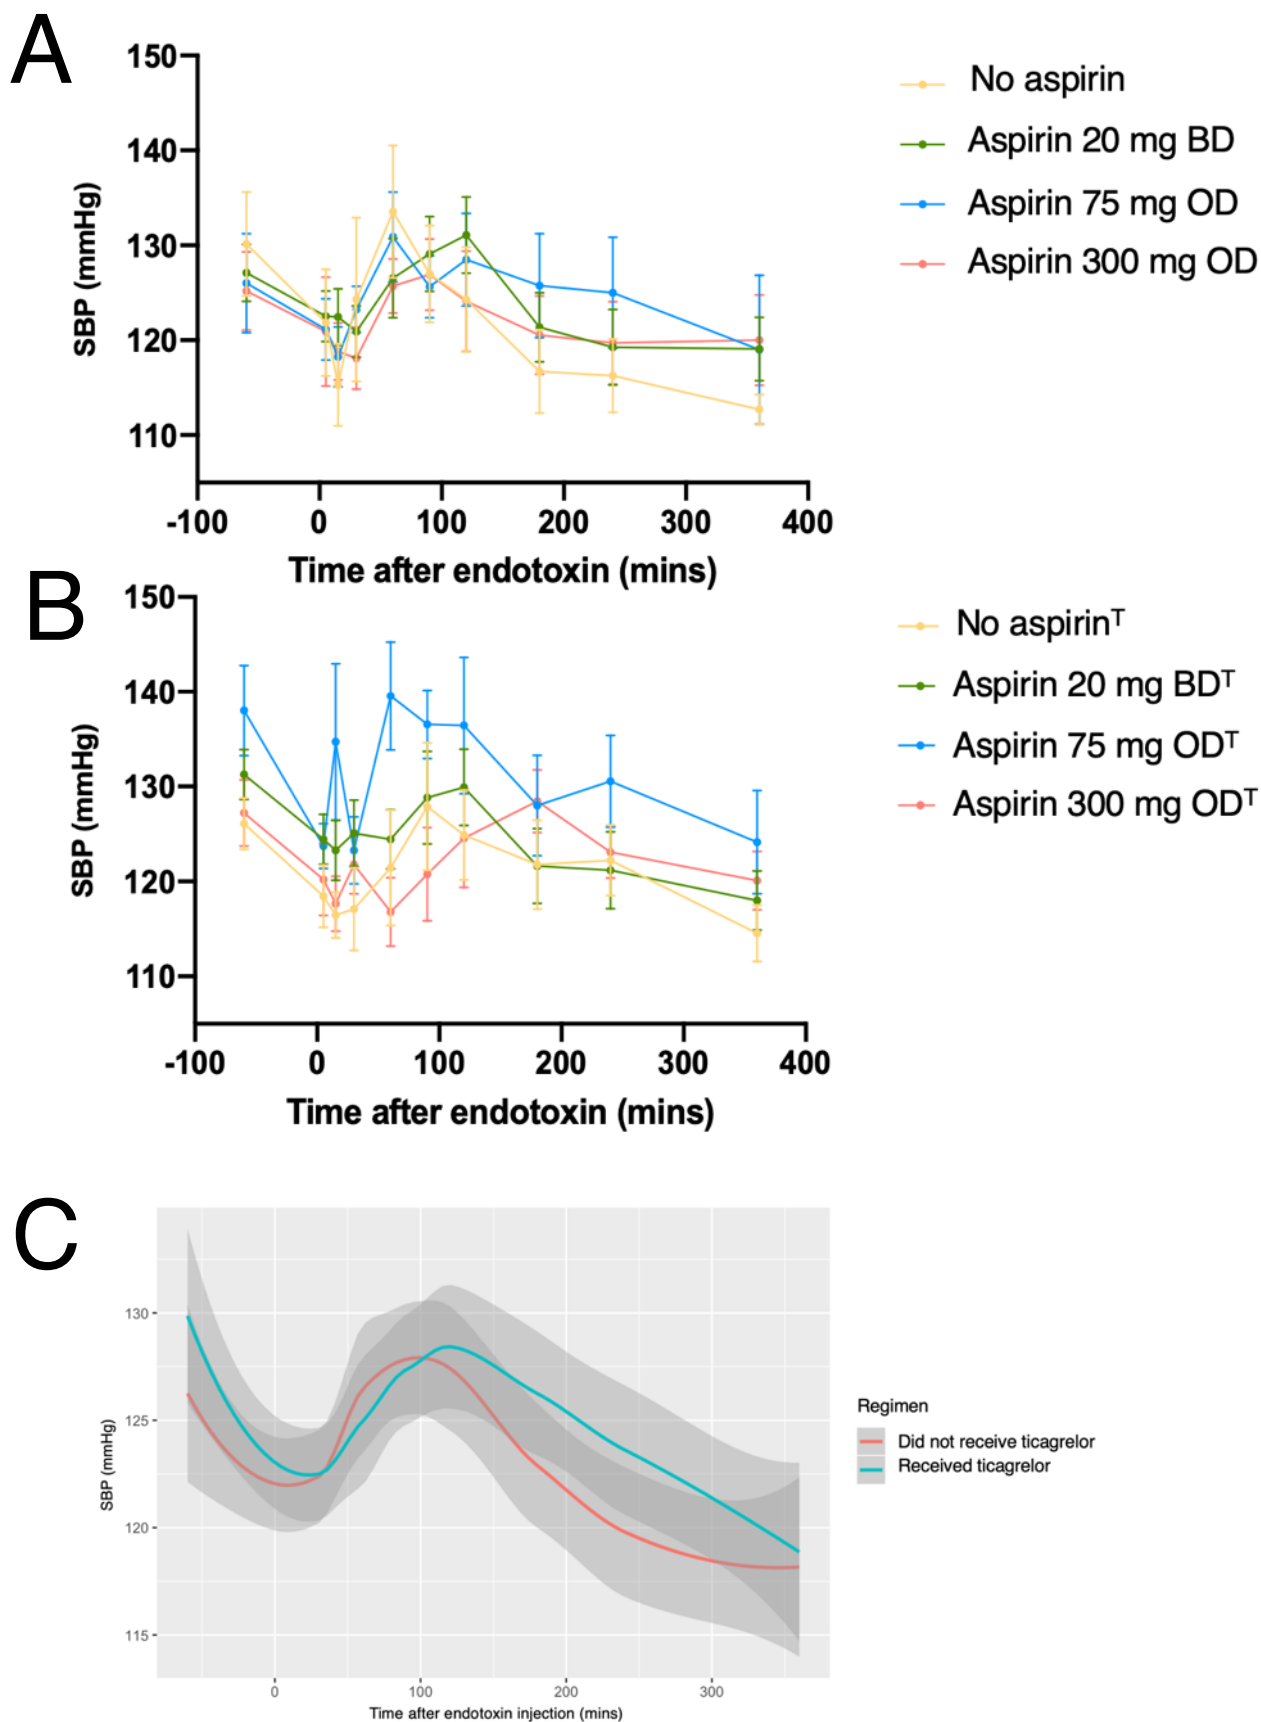 A
150
140
130
120
110
SBP (mmHg)
-100 0 100 200 300 400
Time after endotoxin (mins)
No aspirin
Aspirin 20 mg BD
Aspirin 75 mg OD
Aspirin 300 mg OD
B
150
140
130
120
110
SBP (mmHg)
-100 0 100 200 300 400
Time after endotoxin (mins)
No aspirinᵀ
Aspirin 20 mg BDᵀ
Aspirin 75 mg ODᵀ
Aspirin 300 mg ODᵀ
C
130
125
120
115
SBP (mmHg)
0 100 200 300
Time after endotoxin injection (mins)
Regimen
Did not receive ticagrelor
Received ticagrelor